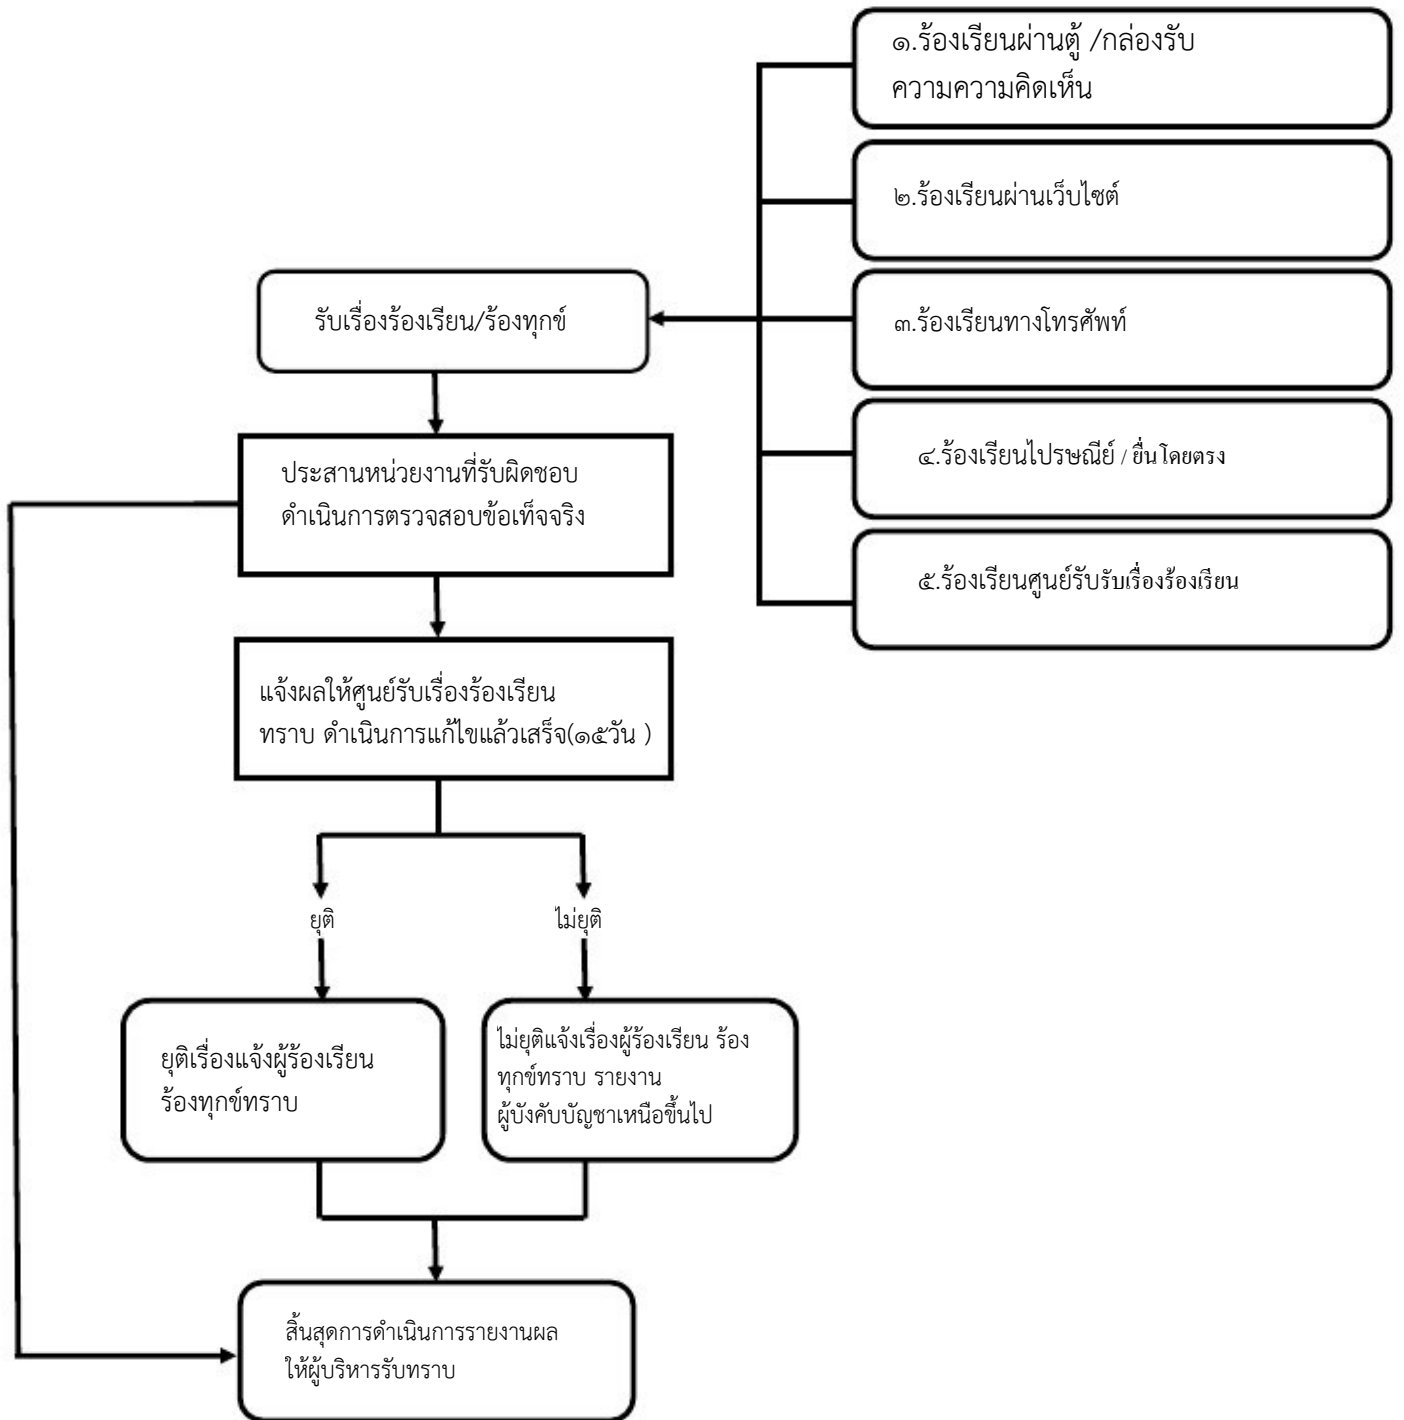 ๑.ร้องเรียนผ่านตู้ /กล่องรับ
ความความคิดเห็น
๒.ร้องเรียนผ่านเว็บไซต์
๓.ร้องเรียนทางโทรศัพท์
๔.ร้องเรียนไปรษณีย์ / ยื่นโดยตรง
๕.ร้องเรียนศูนย์รับรับเรื่องร้องเรียน
รับเรื่องร้องเรียน/ร้องทุกข์
ประสานหน่วยงานที่รับผิดชอบ
ดำเนินการตรวจสอบข้อเท็จจริง
แจ้งผลให้ศูนย์รับเรื่องร้องเรียน
ทราบ ดำเนินการแก้ไขแล้วเสร็จ(๑๕วัน )
ยุติ
ไม่ยุติ
ยุติเรื่องแจ้งผู้ร้องเรียน
ร้องทุกข์ทราบ
ไม่ยุติแจ้งเรื่องผู้ร้องเรียน ร้อง
ทุกข์ทราบ รายงาน
ผู้บังคับบัญชาเหนือขึ้นไป
สิ้นสุดการดำเนินการรายงานผล
ให้ผู้บริหารรับทราบ